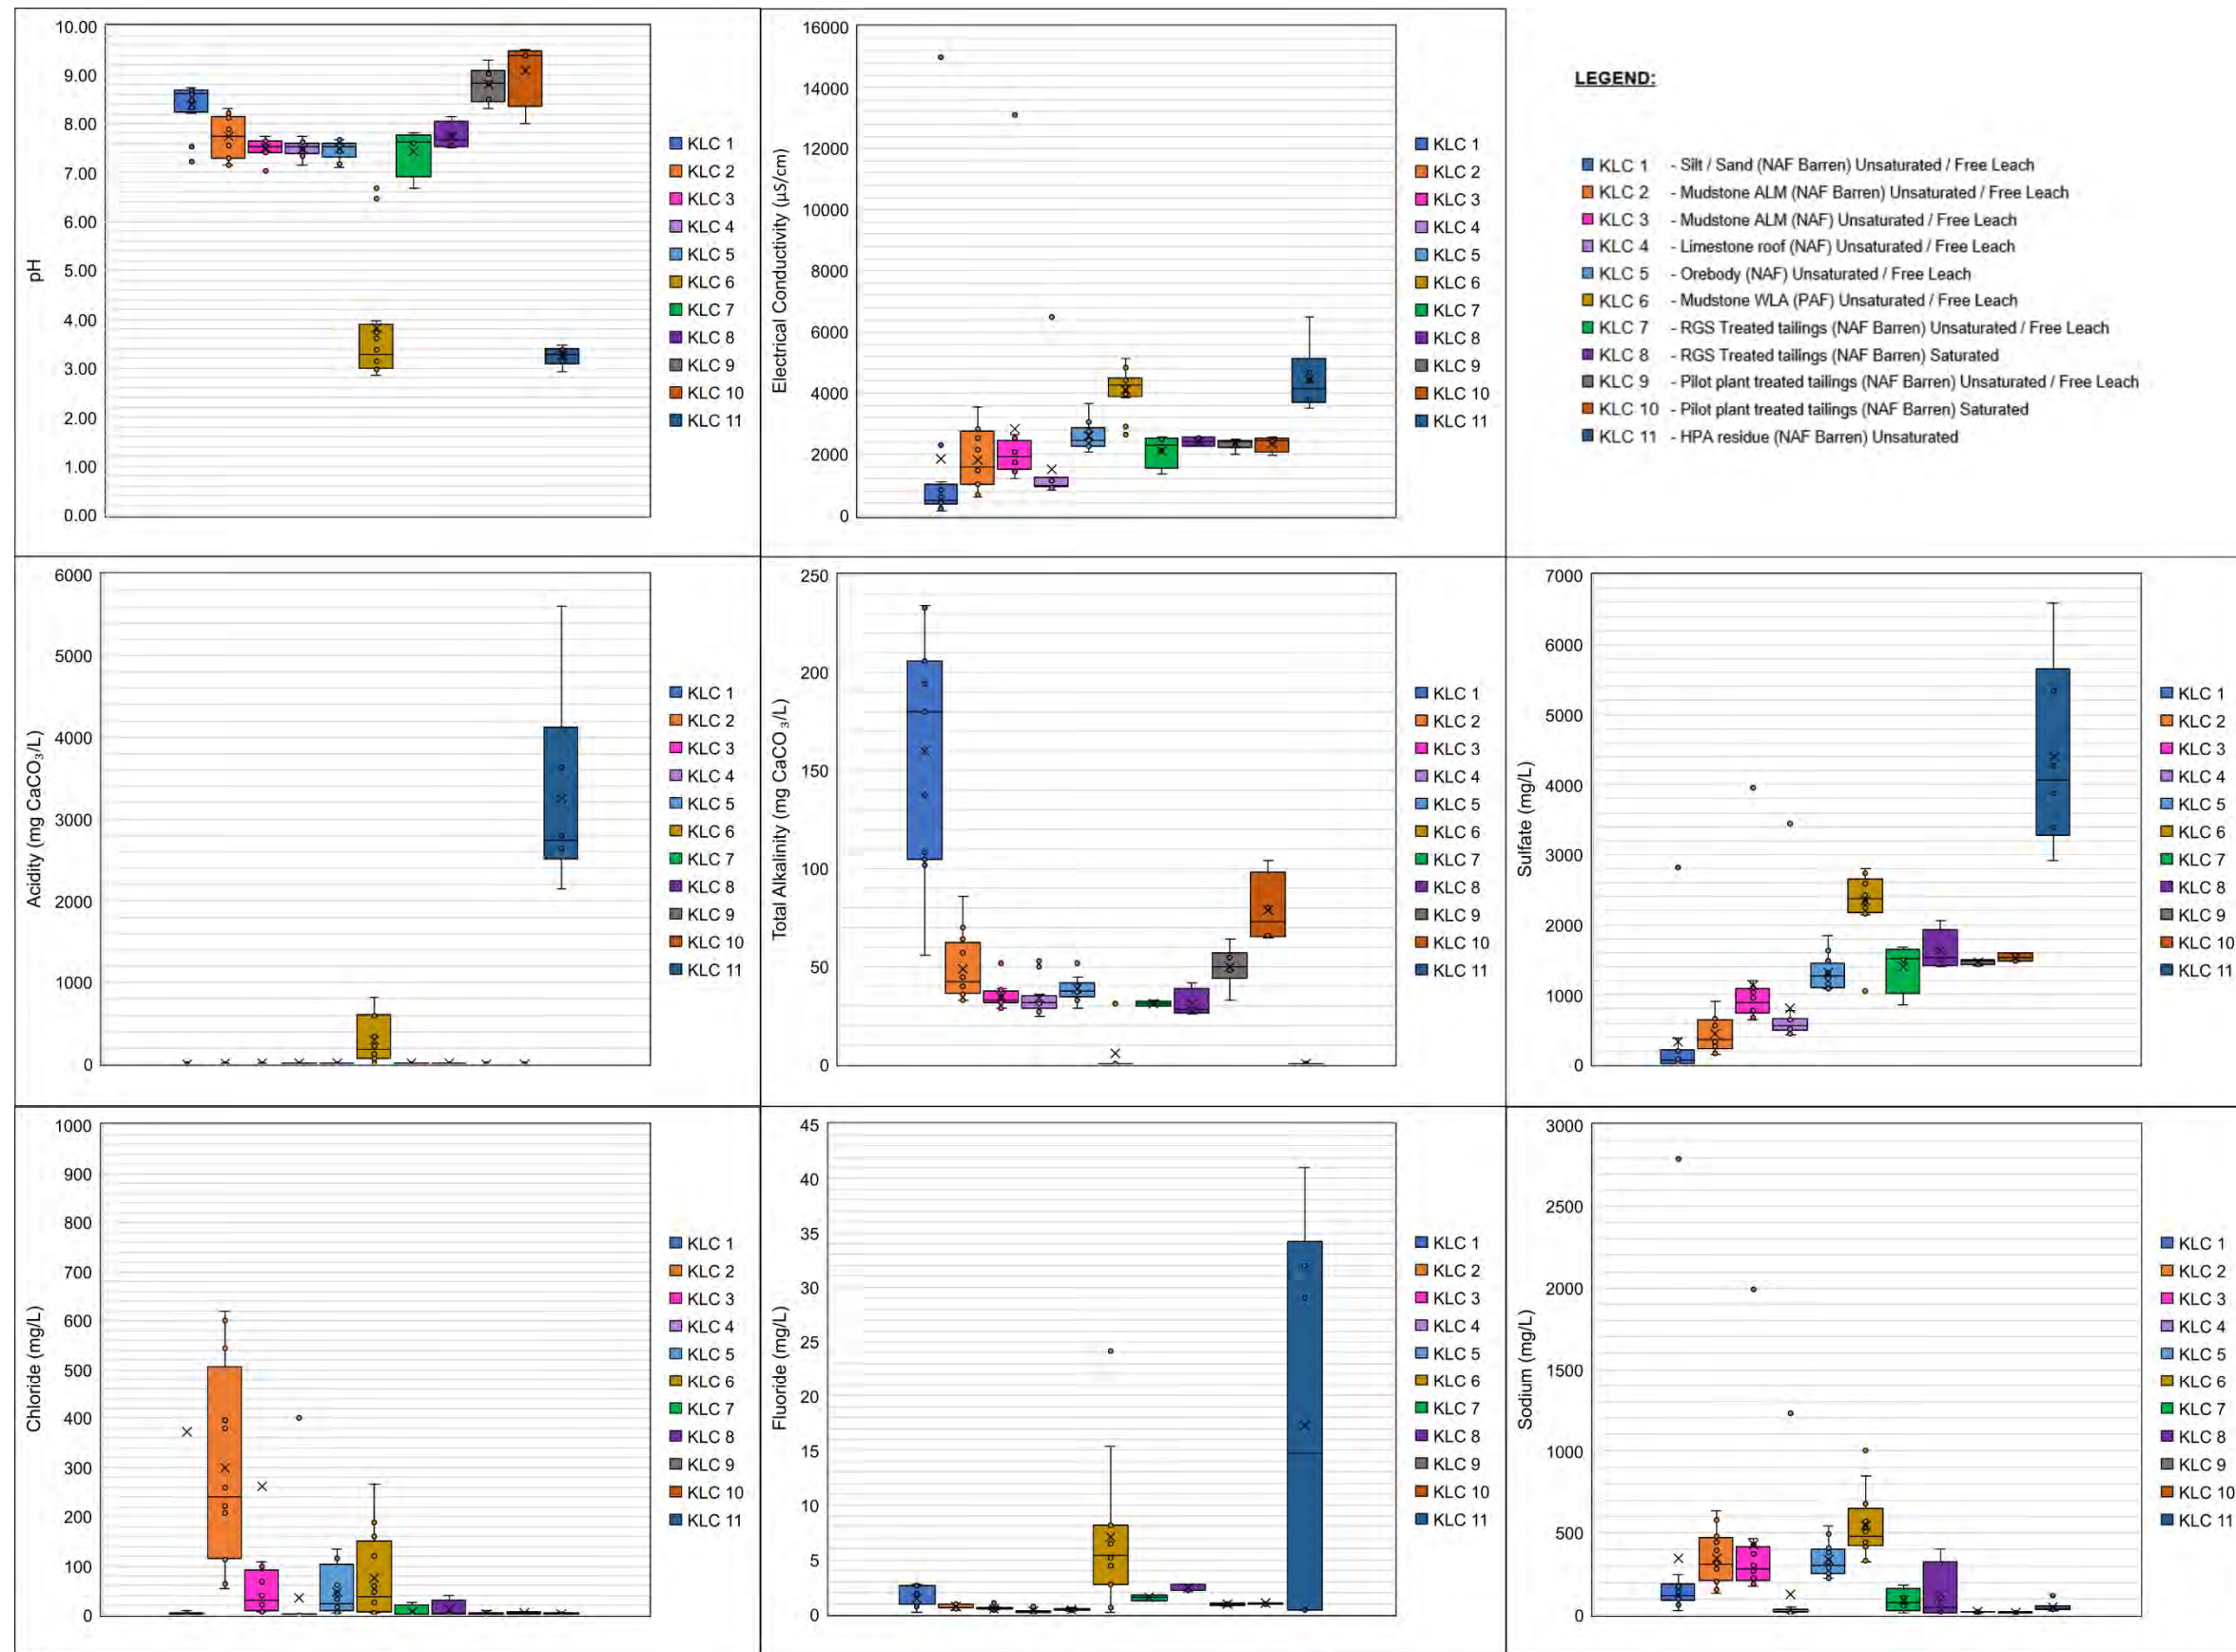 pH
10.00
9.00
8.00
7.00
6.00
5.00
4.00
3.00
2.00
1.00
0.00
KLC 1
KLC 2
KLC 3
KLC 4
KLC 5
KLC 6
KLC 7
KLC 8
KLC 9
KLC 10
KLC 11
Electrical Conductivity (µS/cm)
16000
14000
12000
10000
8000
6000
4000
2000
0
KLC 1
KLC 2
KLC 3
KLC 4
KLC 5
KLC 6
KLC 7
KLC 8
KLC 9
KLC 10
KLC 11
LEGEND:
KLC 1 - Silt / Sand (NAF Barren) Unsaturated / Free Leach
KLC 2 - Mudstone ALM (NAF Barren) Unsaturated / Free Leach
KLC 3 - Mudstone ALM (NAF) Unsaturated / Free Leach
KLC 4 - Limestone roof (NAF) Unsaturated / Free Leach
KLC 5 - Orebody (NAF) Unsaturated / Free Leach
KLC 6 - Mudstone WLA (PAF) Unsaturated / Free Leach
KLC 7 - RGS Treated tailings (NAF Barren) Unsaturated / Free Leach
KLC 8 - RGS Treated tailings (NAF Barren) Saturated
KLC 9 - Pilot plant treated tailings (NAF Barren) Unsaturated / Free Leach
KLC 10 - Pilot plant treated tailings (NAF Barren) Saturated
KLC 11 - HPA residue (NAF Barren) Unsaturated
Acidity (mg CaCO₃/L)
6000
5000
4000
3000
2000
1000
0
KLC 1
KLC 2
KLC 3
KLC 4
KLC 5
KLC 6
KLC 7
KLC 8
KLC 9
KLC 10
KLC 11
Total Alkalinity (mg CaCO₃/L)
250
200
150
100
50
0
KLC 1
KLC 2
KLC 3
KLC 4
KLC 5
KLC 6
KLC 7
KLC 8
KLC 9
KLC 10
KLC 11
Sulfate (mg/L)
7000
6000
5000
4000
3000
2000
1000
0
KLC 1
KLC 2
KLC 3
KLC 4
KLC 5
KLC 6
KLC 7
KLC 8
KLC 9
KLC 10
KLC 11
Chloride (mg/L)
1000
900
800
700
600
500
400
300
200
100
0
KLC 1
KLC 2
KLC 3
KLC 4
KLC 5
KLC 6
KLC 7
KLC 8
KLC 9
KLC 10
KLC 11
Fluoride (mg/L)
45
40
35
30
25
20
15
10
5
0
KLC 1
KLC 2
KLC 3
KLC 4
KLC 5
KLC 6
KLC 7
KLC 8
KLC 9
KLC 10
KLC 11
Sodium (mg/L)
3000
2500
2000
1500
1000
500
0
KLC 1
KLC 2
KLC 3
KLC 4
KLC 5
KLC 6
KLC 7
KLC 8
KLC 9
KLC 10
KLC 11